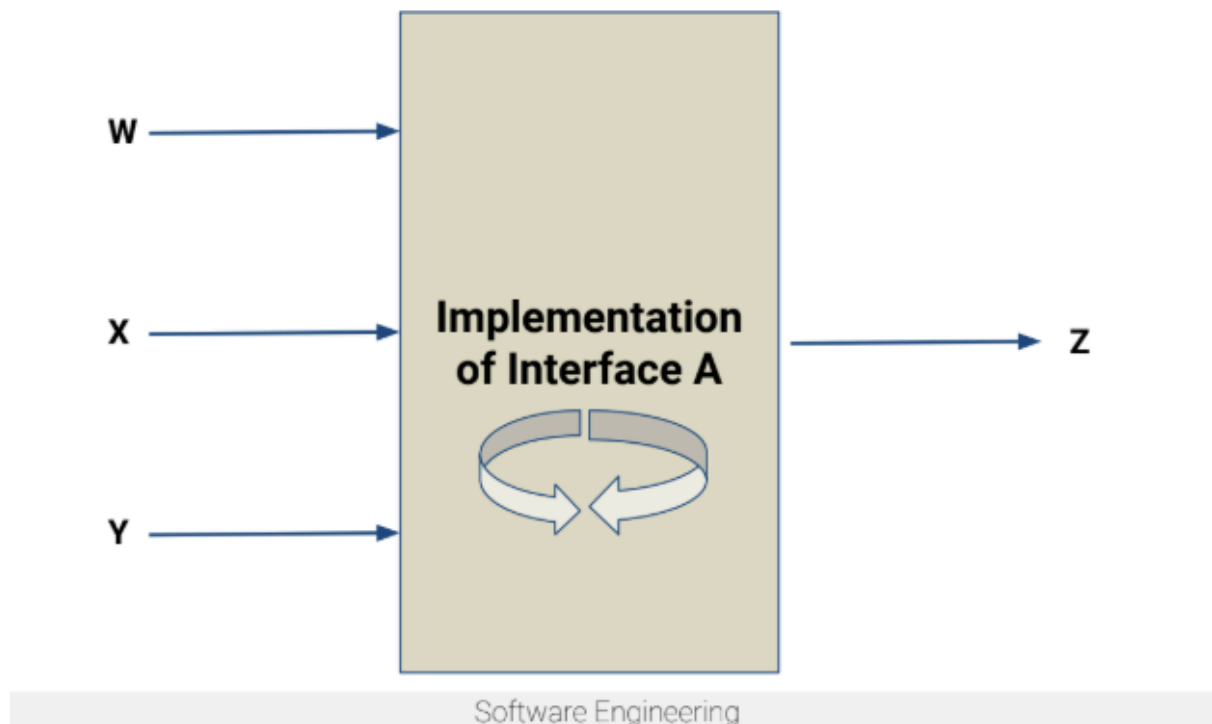 W
X
Implementation
of Interface A
Z
Y
Software Engineering